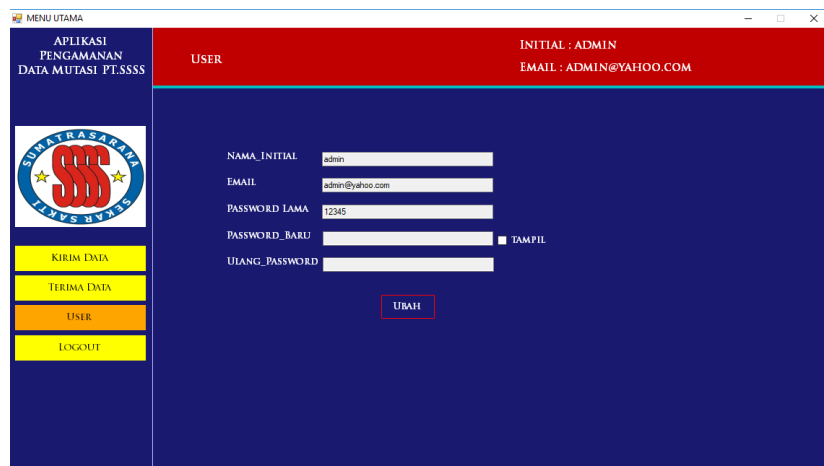 MENU UTAMA
APLIKASI
PENGAMANAN
DATA MUTASI PT.SSSS
USER
INITIAL : ADMIN
EMAIL : ADMIN@YAHOO.COM
SUMATRASARANA
SSS
SEKAR SAKTI
KIRIM DATA
TERIMA DATA
USER
LOGOUT
NAMA_INITIAL
admin
EMAIL
admin@yahoo.com
PASSWORD LAMA
12345
PASSWORD_BARU
TAMPIL
ULANG_PASSWORD
UBAH